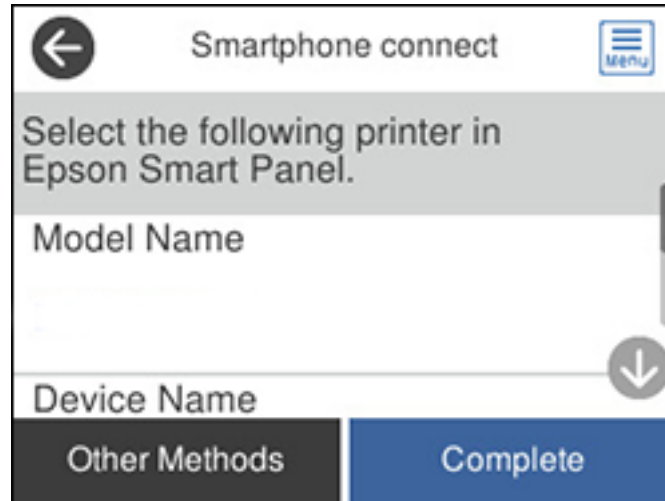 Smartphone connect
Menu
Select the following printer in
Epson Smart Panel.
Model Name
Device Name
Other Methods
Complete